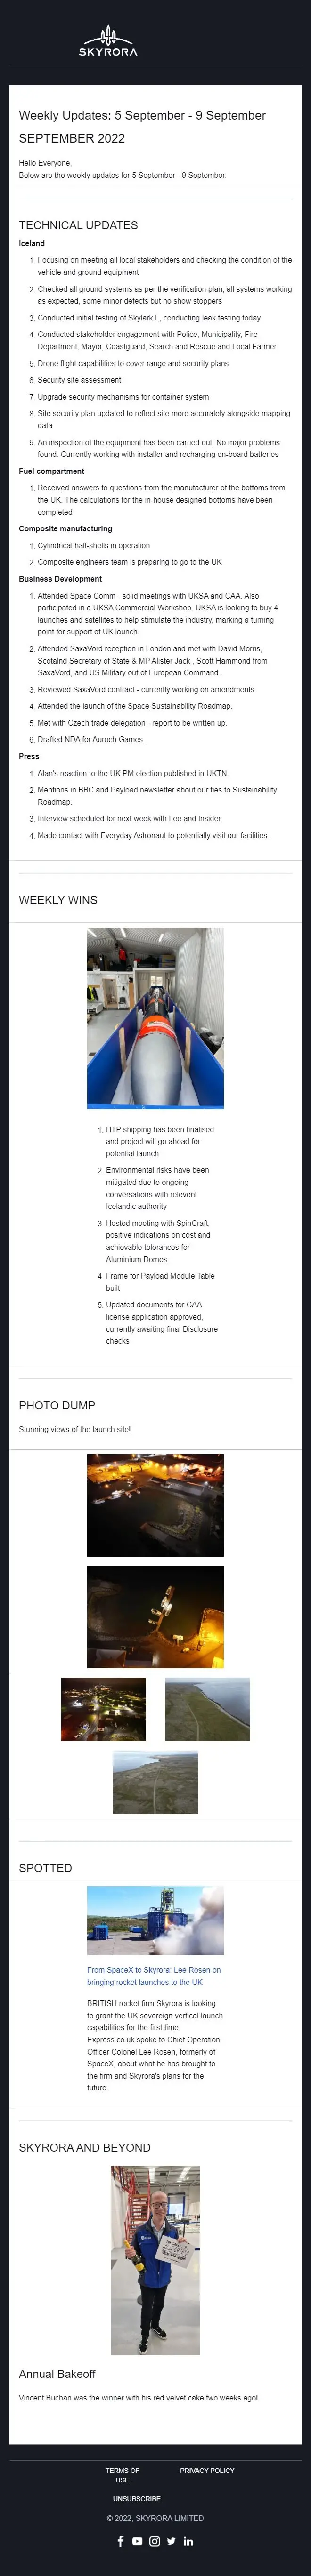 SKYRORA
Weekly Updates: 5 September - 9 September
SEPTEMBER 2022
Hello Everyone,
Below are the weekly updates for 5 September - 9 September.
TECHNICAL UPDATES
Iceland
1. Focusing on meeting all local stakeholders and checking the condition of the
vehicle and ground equipment
2. Checked all ground systems as per the verification plan, all systems working
as expected, some minor defects but no show stoppers
3. Conducted initial testing of Skylark L, conducting leak testing today
4. Conducted stakeholder engagement with Police, Municipality, Fire
Department, Mayor, Coastguard, Search and Rescue and Local Farmer
5. Drone flight capabilities to cover range and security plans
6. Security site assessment
7. Upgrade security mechanisms for container system
8. Site security plan updated to reflect site more accurately alongside mapping
data
9. An inspection of the equipment has been carried out. No major problems
found. Currently working with installer and recharging on-board batteries
Fuel compartment
1. Received answers to questions from the manufacturer of the bottoms from
the UK. The calculations for the in-house designed bottoms have been
completed
Composite manufacturing
1. Cylindrical half-shells in operation
2. Composite engineers team is preparing to go to the UK
Business Development
1. Attended Space Comm - solid meetings with UKSA and CAA. Also
participated in a UKSA Commercial Workshop. UKSA is looking to buy 4
launches and satellites to help stimulate the industry, marking a turning
point for support of UK launch.
2. Attended SaxaVord reception in London and met with David Morris,
Scotalnd Secretary of State & MP Alister Jack , Scott Hammond from
SaxaVord, and US Military out of European Command.
3. Reviewed SaxaVord contract - currently working on amendments.
4. Attended the launch of the Space Sustainability Roadmap.
5. Met with Czech trade delegation - report to be written up.
6. Drafted NDA for Auroch Games.
Press
1. Alan's reaction to the UK PM election published in UKTN.
2. Mentions in BBC and Payload newsletter about our ties to Sustainability
Roadmap.
3. Interview scheduled for next week with Lee and Insider.
4. Made contact with Everyday Astronaut to potentially visit our facilities.
WEEKLY WINS
1. HTP shipping has been finalised
and project will go ahead for
potential launch
2. Environmental risks have been
mitigated due to ongoing
conversations with relevent
Icelandic authority
3. Hosted meeting with SpinCraft,
positive indications on cost and
achievable tolerances for
Aluminium Domes
4. Frame for Payload Module Table
built
5. Updated documents for CAA
license application approved,
currently awaiting final Disclosure
checks
PHOTO DUMP
Stunning views of the launch site!
SPOTTED
From SpaceX to Skyrora: Lee Rosen on
bringing rocket launches to the UK
BRITISH rocket firm Skyrora is looking
to grant the UK sovereign vertical launch
capabilities for the first time.
Express.co.uk spoke to Chief Operation
Officer Colonel Lee Rosen, formerly of
SpaceX, about what he has brought to
the firm and Skyrora's plans for the
future.
SKYRORA AND BEYOND
Annual Bakeoff
Vincent Buchan was the winner with his red velvet cake two weeks ago!
TERMS OF
USE
PRIVACY POLICY
UNSUBSCRIBE
© 2022, SKYRORA LIMITED